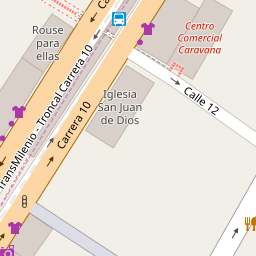 Ca
Rouse
para
ellas
Centro
Comercial
Caravana
Calle 12
Iglesia
San Juan
de Dios
TransMilenio - Troncal Carrera 10
Carrera 10